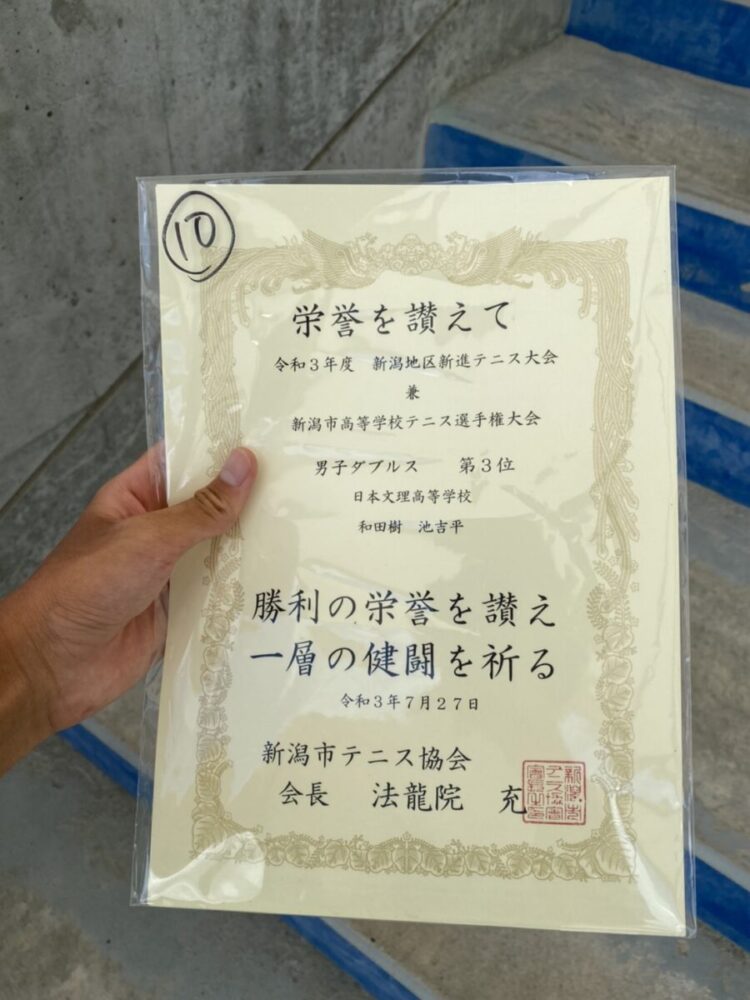 10
栄誉を讃えて
令和3年度 新潟地区新進テニス大会
兼
新潟市高等学校テニス選手権大会
男子ダブルス 第3位
日本文理高等学校
和田樹 池吉平
勝利の栄誉を讃え
一層の健闘を祈る
令和3年7月27日
新潟市テニス協会
会長 法龍院 充